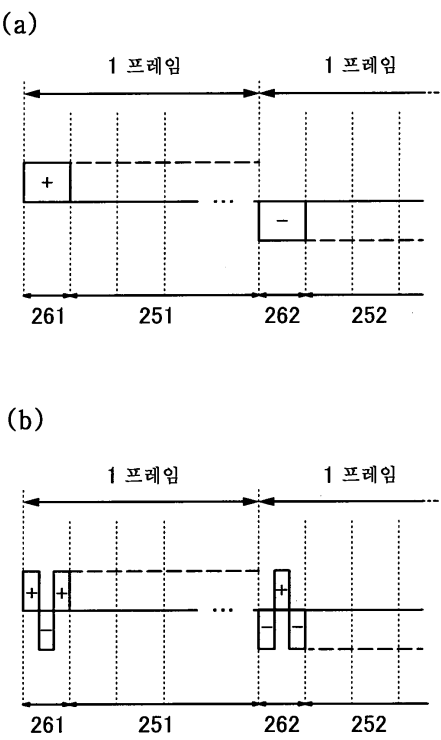 (a)
1 프레임 1 프레임
+ ... −
261 251 262 252
(b)
1 프레임 1 프레임
+ − + ... − + −
261 251 262 252